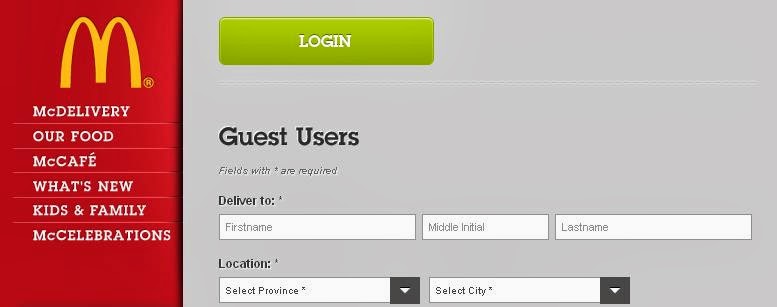 LOGIN
®
McDELIVERY
OUR FOOD
McCAFÉ
WHAT'S NEW
KIDS & FAMILY
McCELEBRATIONS
Guest Users
Fields with * are required
Deliver to: *
Firstname Middle Initial Lastname
Location: *
Select Province * Select City *